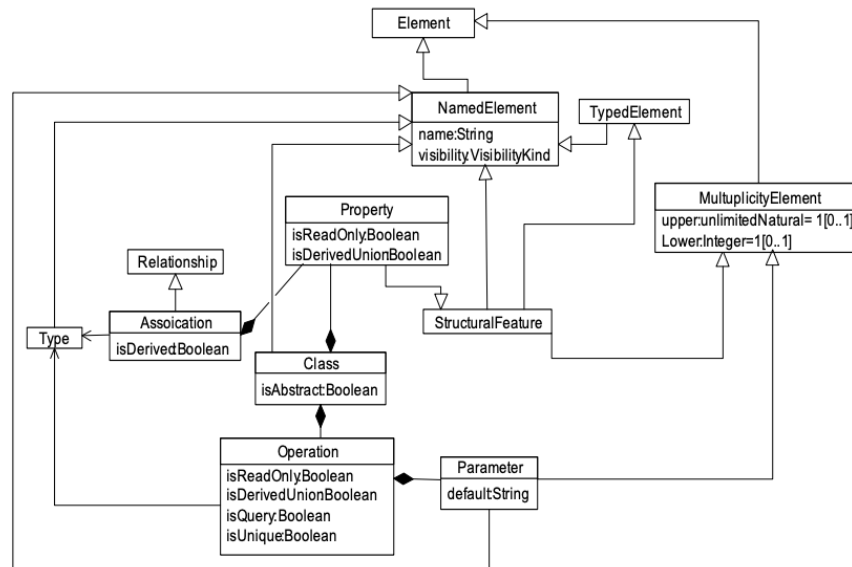 Element
NamedElement
name:String
visibility:VisibilityKind
TypedElement
MultuplicityElement
upper:unlimitedNatural= 1[0..1]
Lower:Integer=1[0..1]
Property
isReadOnly:Boolean
isDerivedUnionBoolean
Relationship
Assoication
isDerived:Boolean
Type
StructuralFeature
Class
isAbstract:Boolean
Operation
isReadOnly:Boolean
isDerivedUnionBoolean
isQuery:Boolean
isUnique:Boolean
Parameter
default:String